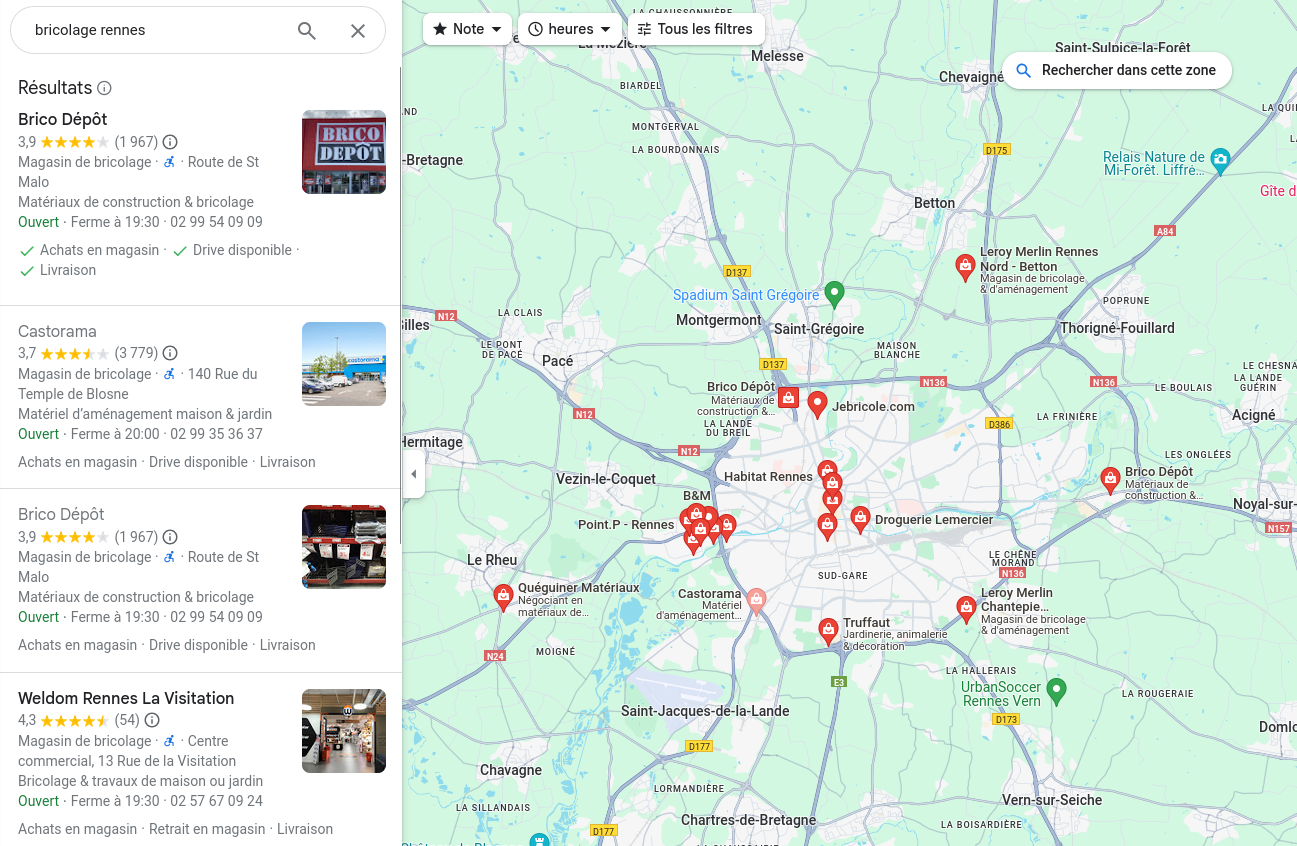 bricolage rennes
Résultats
Brico Dépôt
3,9 (1 967)
Magasin de bricolage · · Route de St
Malo
Matériaux de construction & bricolage
Ouvert · Ferme à 19:30 · 02 99 54 09 09
Achats en magasin · Drive disponible ·
Livraison
BRICO
DEPÔT
Castorama
3,7 (3 779)
Magasin de bricolage · · 140 Rue du
Temple de Blosne
Matériel d'aménagement maison & jardin
Ouvert · Ferme à 20:00 · 02 99 35 36 37
Achats en magasin · Drive disponible · Livraison
castorama
Brico Dépôt
3,9 (1 967)
Magasin de bricolage · · Route de St
Malo
Matériaux de construction & bricolage
Ouvert · Ferme à 19:30 · 02 99 54 09 09
Achats en magasin · Drive disponible · Livraison
Weldom Rennes La Visitation
4,3 (54)
Magasin de bricolage · · Centre
commercial, 13 Rue de la Visitation
Bricolage & travaux de maison ou jardin
Ouvert · Ferme à 19:30 · 02 57 67 09 24
Achats en magasin · Retrait en magasin · Livraison
Note
heures
Tous les filtres
Rechercher dans cette zone
LA CHAUSSONNIÈRE
La Mézière
Melesse
Saint-Sulpice-la-Forêt
Chevaigné
BIARDEL
ND
LA QUI
MONTGERVAL
LA BOURDONNAIS
D175
-Bretagne
Relais Nature de
Mi-Forêt. Liffré...
Gîte d
Betton
A84
Leroy Merlin Rennes
Nord - Betton
Magasin de bricolage
& d'aménagement
D137
Spadium Saint Grégoire
POPRUNE
N12
LA CLAIS
illes
Montgermont
Saint-Grégoire
Thorigné-Fouillard
LE PONT
DE PACÉ
MAISON
BLANCHE
Pacé
D137
LE CHESNA
LA LANDE
GUÉRIN
N136
N136
LE BOULAIS
Brico Dépôt
Matériaux de
construction &...
Jebricole.com
N12
LA LANDE
DU BREIL
D386
LA FRINIÈRE
Acigné
Hermitage
N12
LES ONGLÉES
Vezin-le-Coquet
Habitat Rennes
Brico Dépôt
Matériaux de
construction &...
B&M
Noyal-sur-
Point.P - Rennes
Droguerie Lemercier
N157
Le Rheu
LE CHÊNE
MORAND
N136
SUD-GARE
Quéguiner Matériaux
Négociant en
matériaux de...
Castorama
Matériel
d'aménagement...
Leroy Merlin
Chantepie...
Magasin de bricolage
& d'aménagement
Truffaut
Jardinerie, animalerie
& décoration
N24
MOIGNÉ
LA HALLERAIS
E3
UrbanSoccer
Rennes Vern
LA ROUGERAIE
Saint-Jacques-de-la-Lande
D173
Domlo
D177
Chavagne
LORMANDIÈRE
Vern-sur-Seiche
LA SILLANDAIS
Chartres-de-Bretagne
LA BOISARDIÈRE
D177